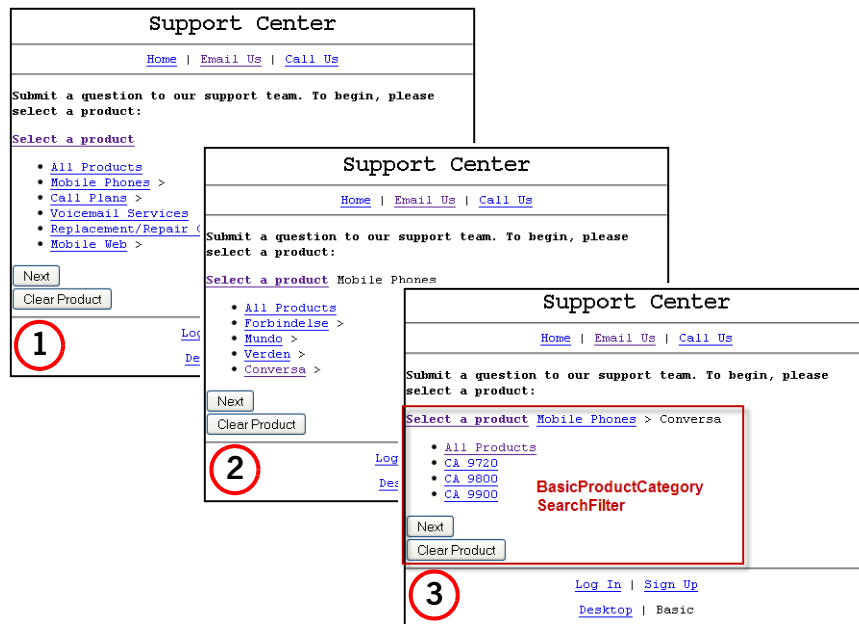 Support Center
Home | Email Us | Call Us
Submit a question to our support team. To begin, please
select a product:
Select a product
• All Products
• Mobile Phones >
• Call Plans >
• Voicemail Services
• Replacement/Repair
• Mobile Web >
Next
Clear Product
1
Support Center
Home | Email Us | Call Us
Submit a question to our support team. To begin, please
select a product:
Select a product Mobile Phones
• All Products
• Forbindelse >
• Mundo >
• Verden >
• Conversa >
Next
Clear Product
2
Support Center
Home | Email Us | Call Us
Submit a question to our support team. To begin, please
select a product:
Select a product Mobile Phones > Conversa
• All Products
• CA 9720
• CA 9800
• CA 9900
BasicProductCategory
SearchFilter
Next
Clear Product
3
Log In | Sign Up
Desktop | Basic